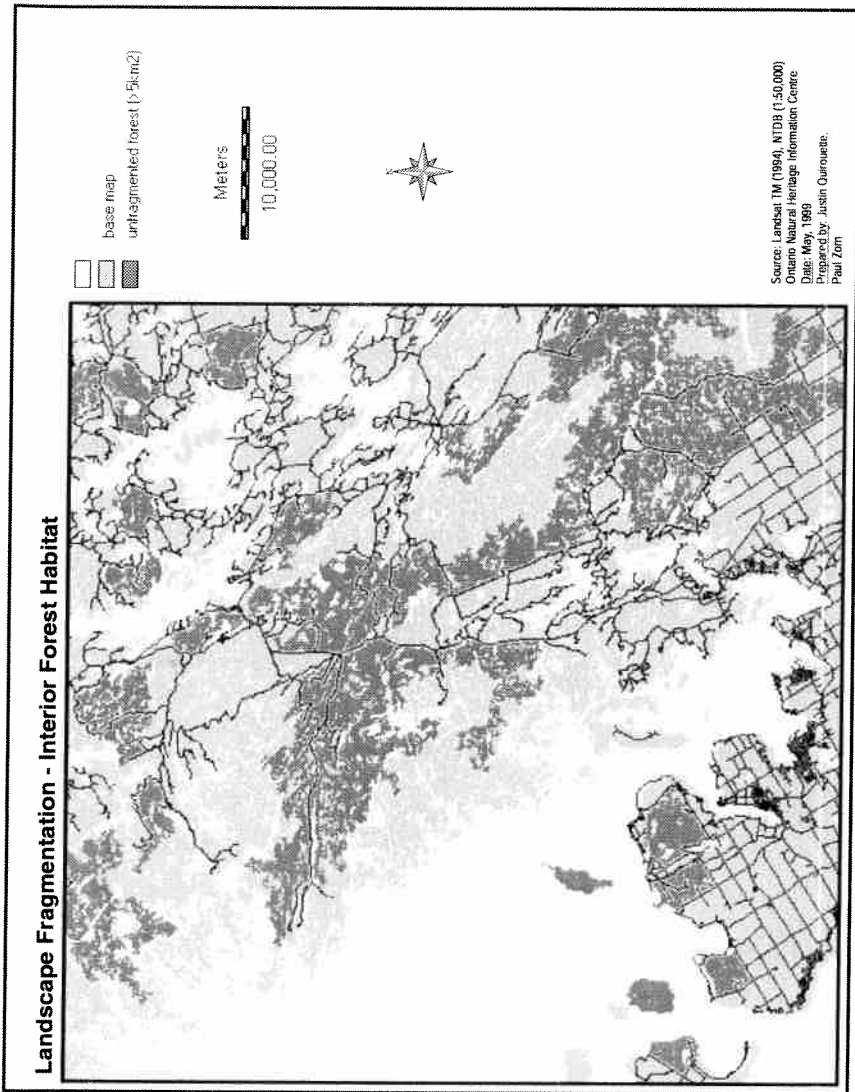 Landscape Fragmentation - Interior Forest Habitat
base map
unfragmented forest (>5km2)
Meters
10,000.00
Source: Landsat TM (1994), NTDB (1:50,000)
Ontario Natural Heritage Information Centre
Date: May, 1999
Prepared by: Justin Quirouette,
Paul Zorn